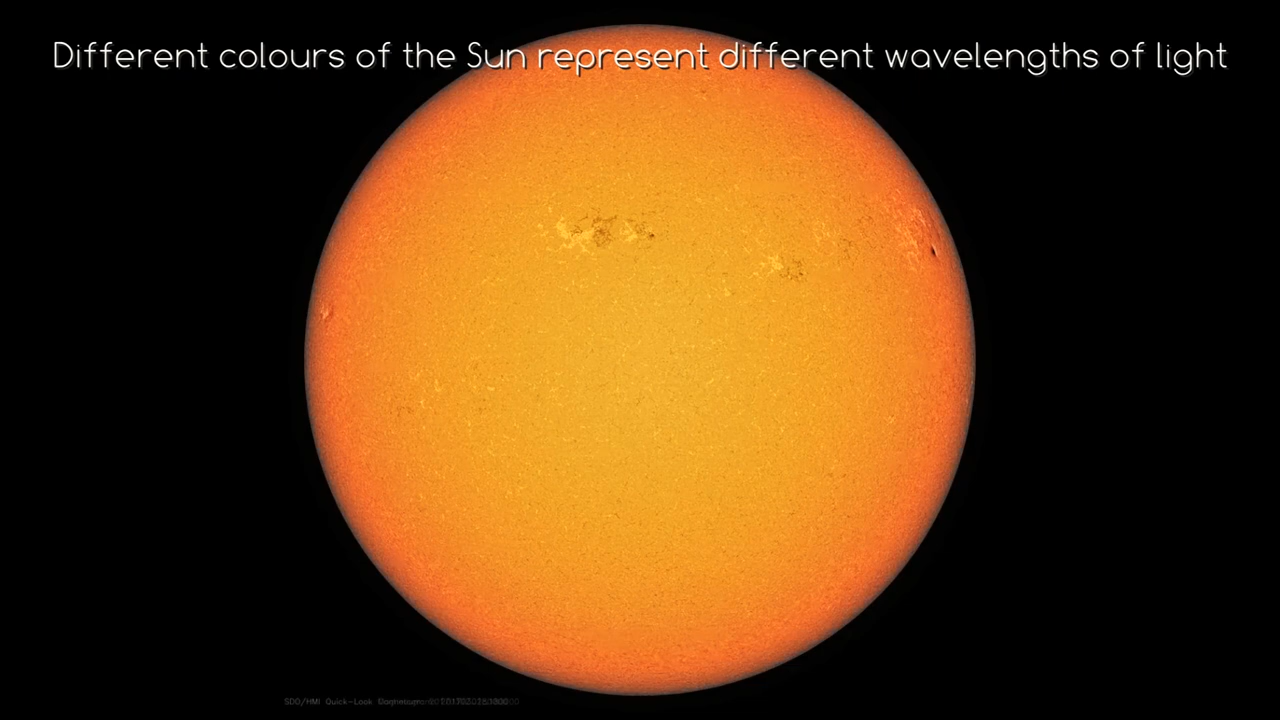 Different colours of the Sun represent different wavelengths of light
SDO/HMI Quick-Look